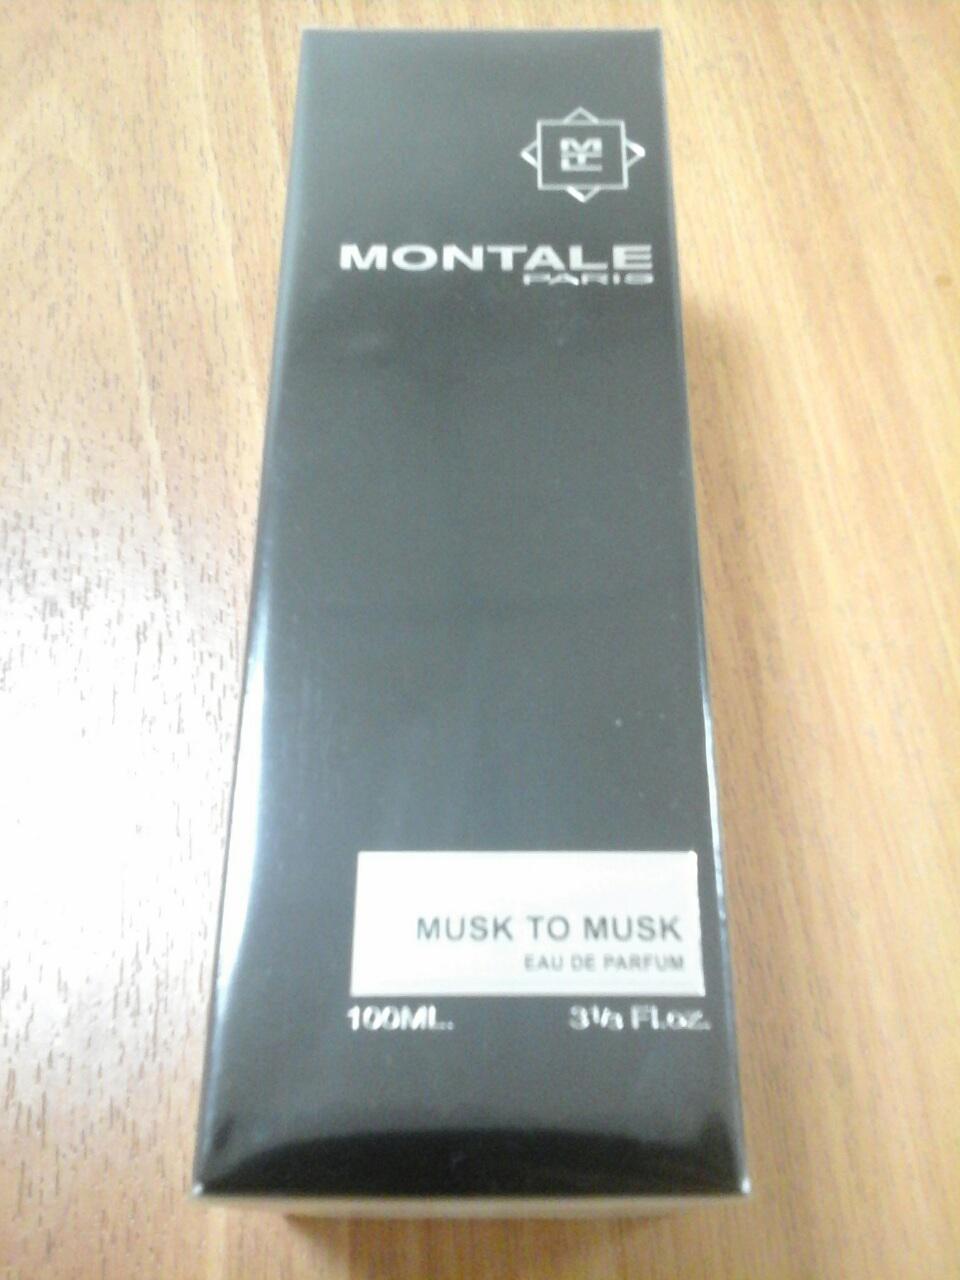 MONTALE
PARIS
MUSK TO MUSK
EAU DE PARFUM
100ML. 3⅓ Fl.oz.